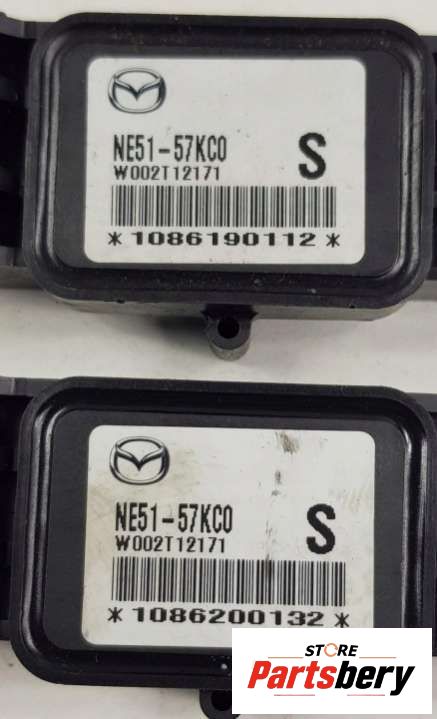 NE51-57KC0 S
W002T12171
*1086190112*
NE51-57KC0 S
W002T12171
*1086200132*
STORE
Partsbery